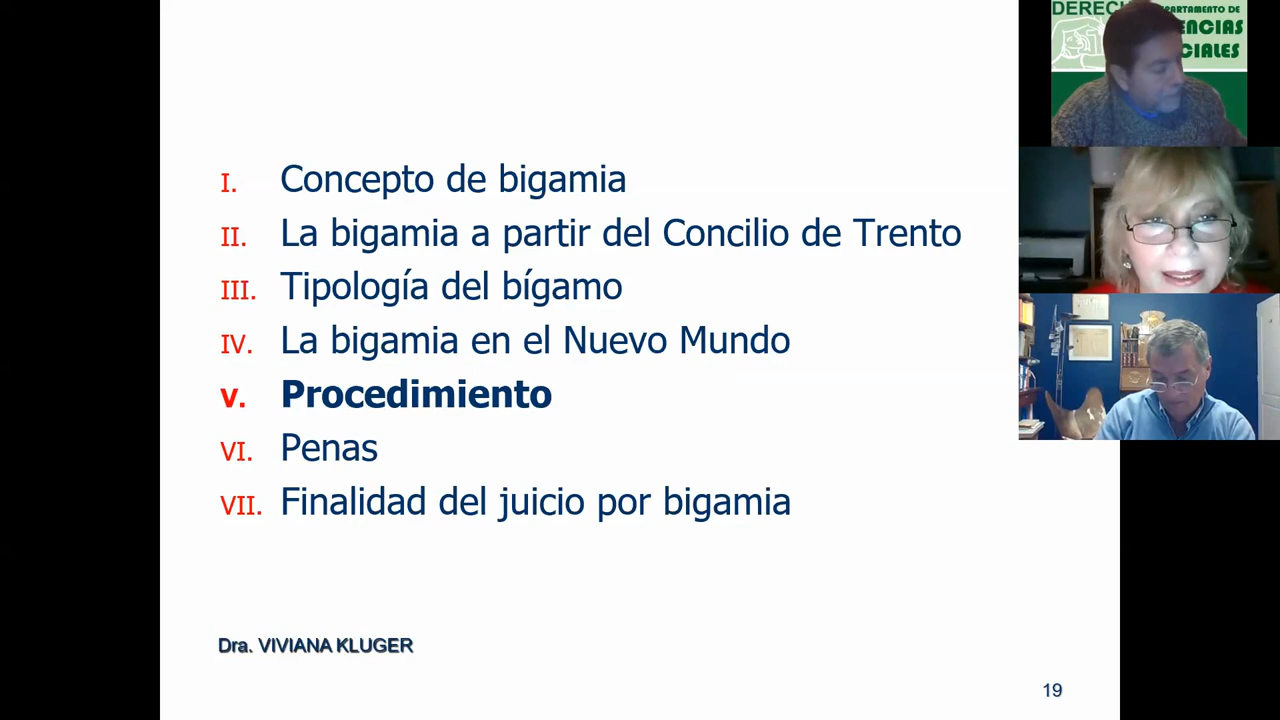 I. Concepto de bigamia
II. La bigamia a partir del Concilio de Trento
III. Tipología del bígamo
IV. La bigamia en el Nuevo Mundo
V. Procedimiento
VI. Penas
VII. Finalidad del juicio por bigamia
Dra. VIVIANA KLUGER
19
DEREC